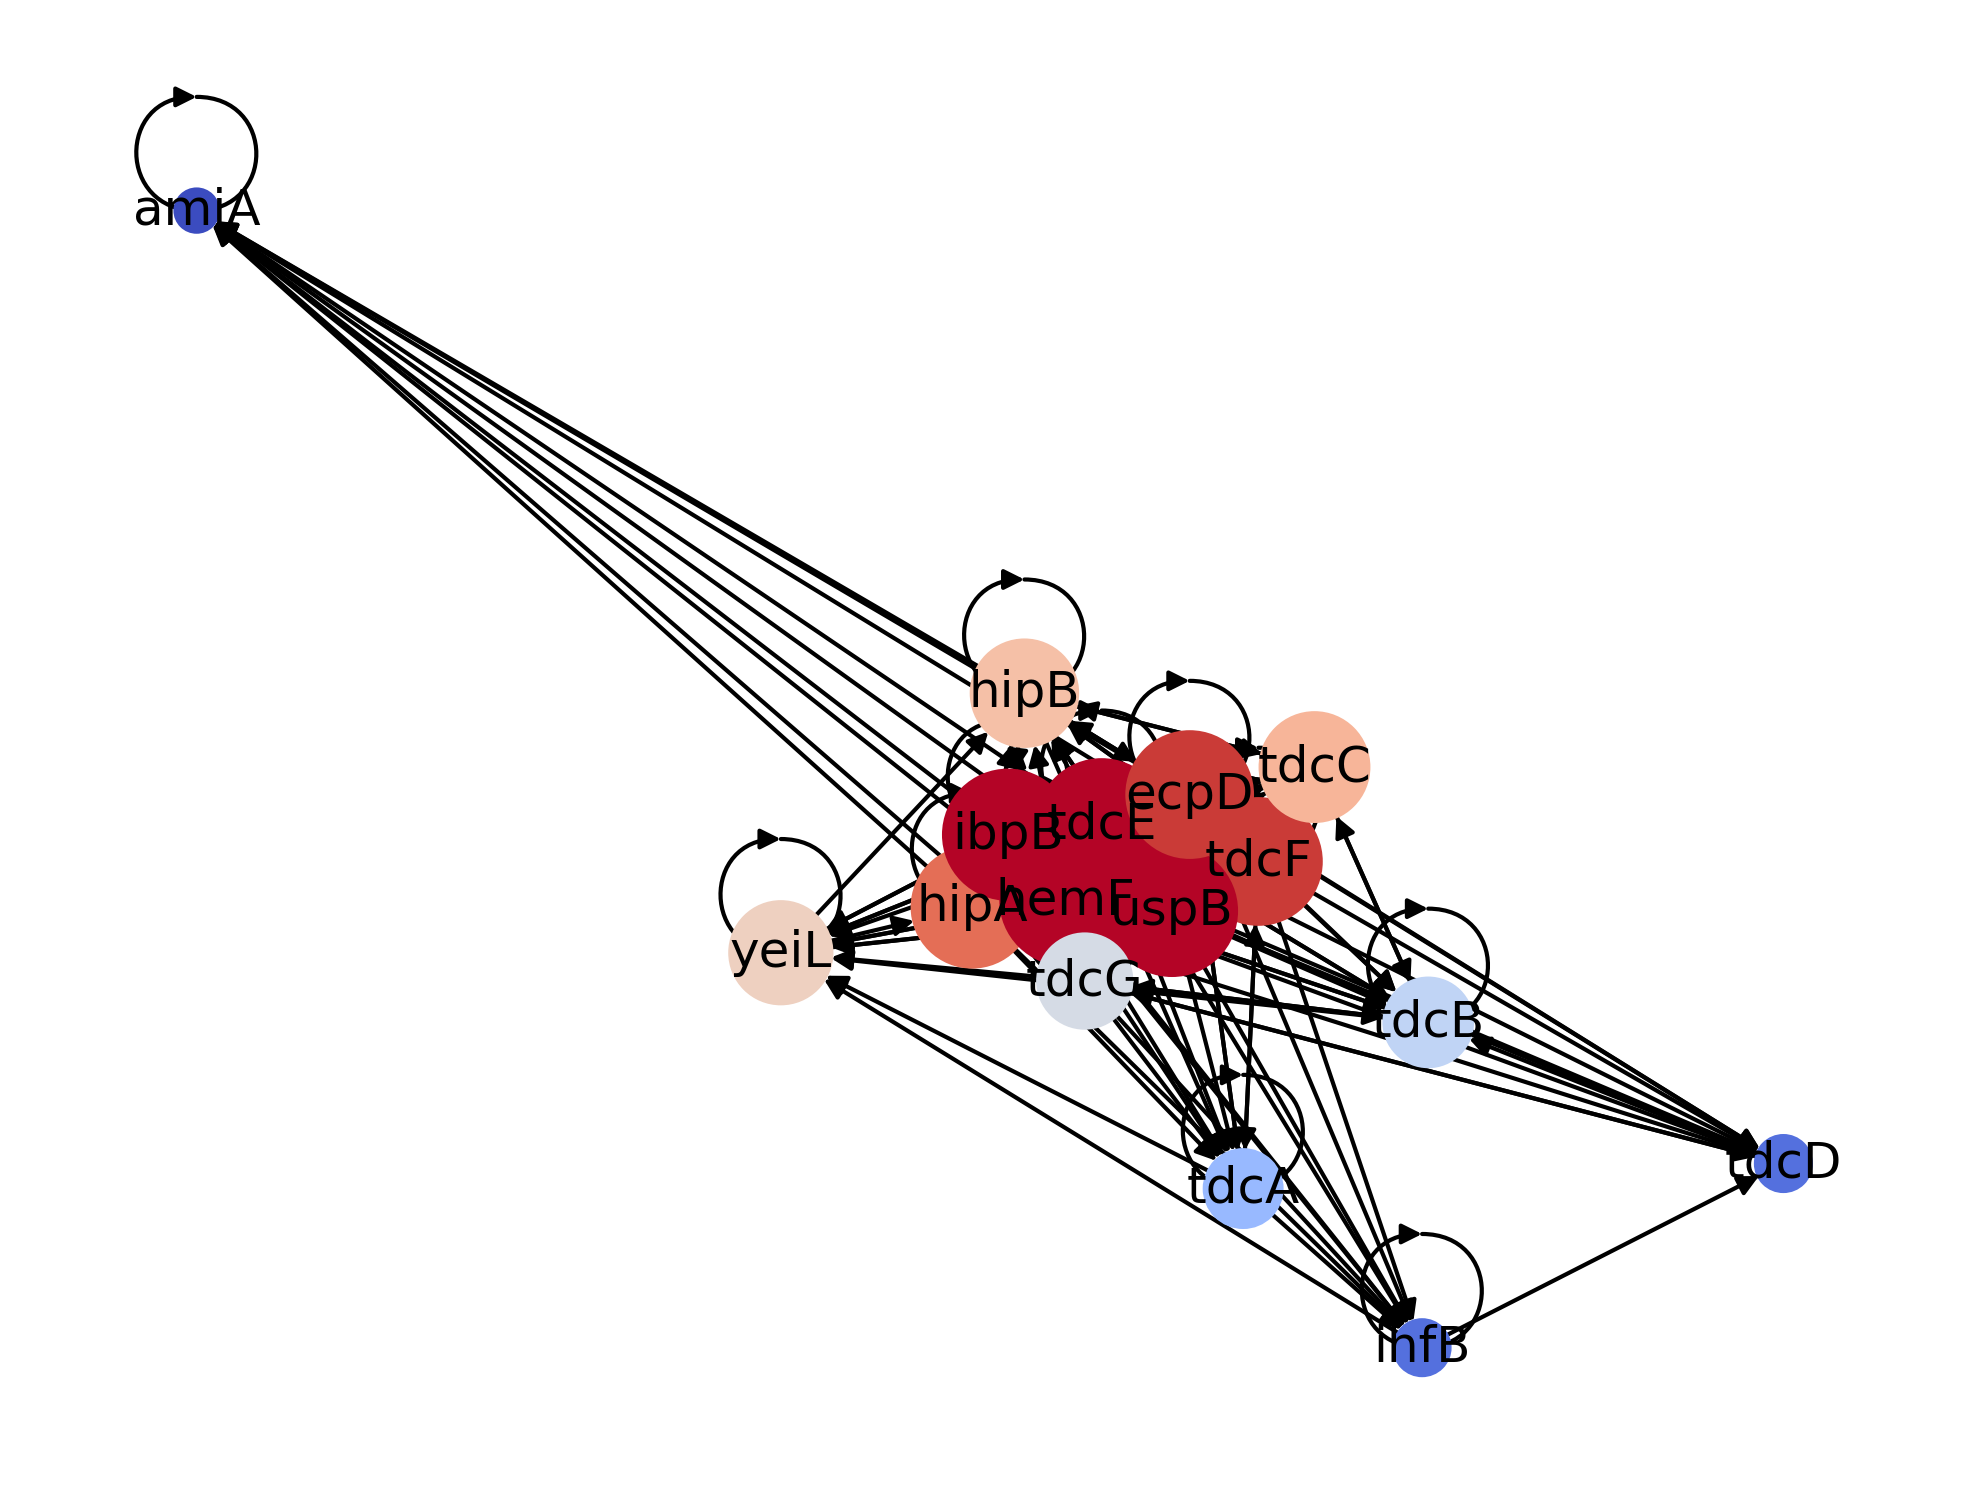 amiA
hipB
tdcC
ecpD
tdcE
ibpB
tdcF
hemF
hipA
uspB
yeiL
tdcG
tdcB
tdcD
tdcA
infB